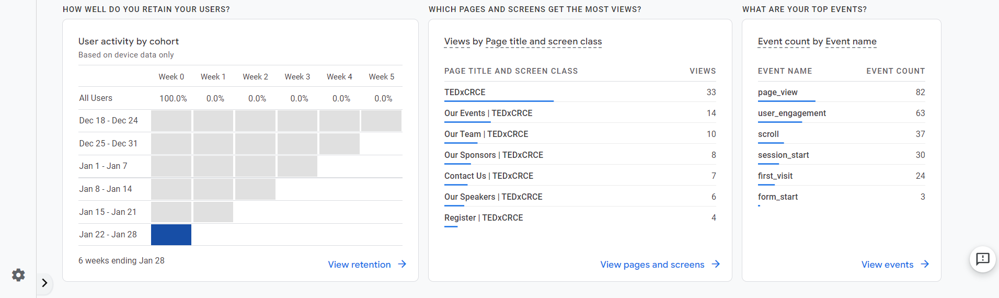 HOW WELL DO YOU RETAIN YOUR USERS?
User activity by cohort
Based on device data only
Week 0 Week 1 Week 2 Week 3 Week 4 Week 5
All Users 100.0% 0.0% 0.0% 0.0% 0.0% 0.0%
Dec 18 - Dec 24
Dec 25 - Dec 31
Jan 1 - Jan 7
Jan 8 - Jan 14
Jan 15 - Jan 21
Jan 22 - Jan 28
6 weeks ending Jan 28
View retention
WHICH PAGES AND SCREENS GET THE MOST VIEWS?
Views by Page title and screen class
PAGE TITLE AND SCREEN CLASS VIEWS
TEDxCRCE 33
Our Events | TEDxCRCE 14
Our Team | TEDxCRCE 10
Our Sponsors | TEDxCRCE 8
Contact Us | TEDxCRCE 7
Our Speakers | TEDxCRCE 6
Register | TEDxCRCE 4
View pages and screens
WHAT ARE YOUR TOP EVENTS?
Event count by Event name
EVENT NAME EVENT COUNT
page_view 82
user_engagement 63
scroll 37
session_start 30
first_visit 24
form_start 3
View events